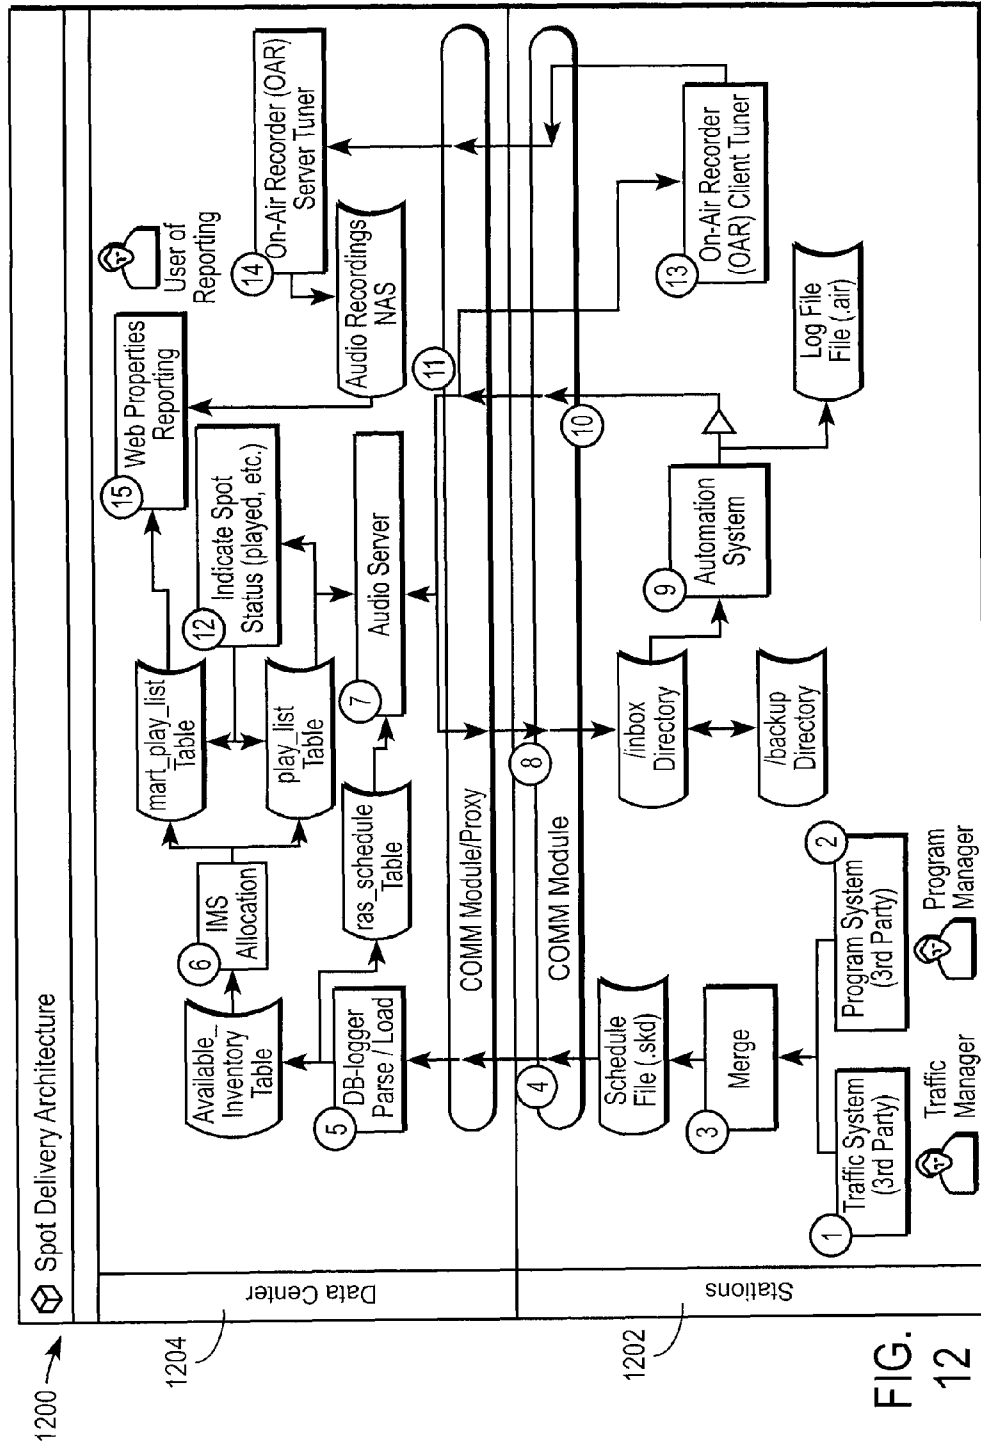 1200
Spot Delivery Architecture
1204
Data Center
Available_
Inventory
Table
5
DB-logger
Parse / Load
6
IMS
Allocation
mart_play_list
Table
play_list
Table
ras_schedule
Table
12
Indicate Spot
Status (played, etc.)
7
Audio Server
15
Web Properties
Reporting
User of
Reporting
14
On-Air Recorder (OAR)
Server Tuner
Audio Recordings
NAS
11
COMM Module/Proxy
1202
Stations
4
8
10
COMM Module
Schedule
File (.skd)
3
Merge
1
Traffic System
(3rd Party)
Traffic
Manager
2
Program System
(3rd Party)
Program
Manager
/inbox
Directory
/backup
Directory
9
Automation
System
Log File
File (.air)
13
On-Air Recorder
(OAR) Client Tuner
FIG.
12